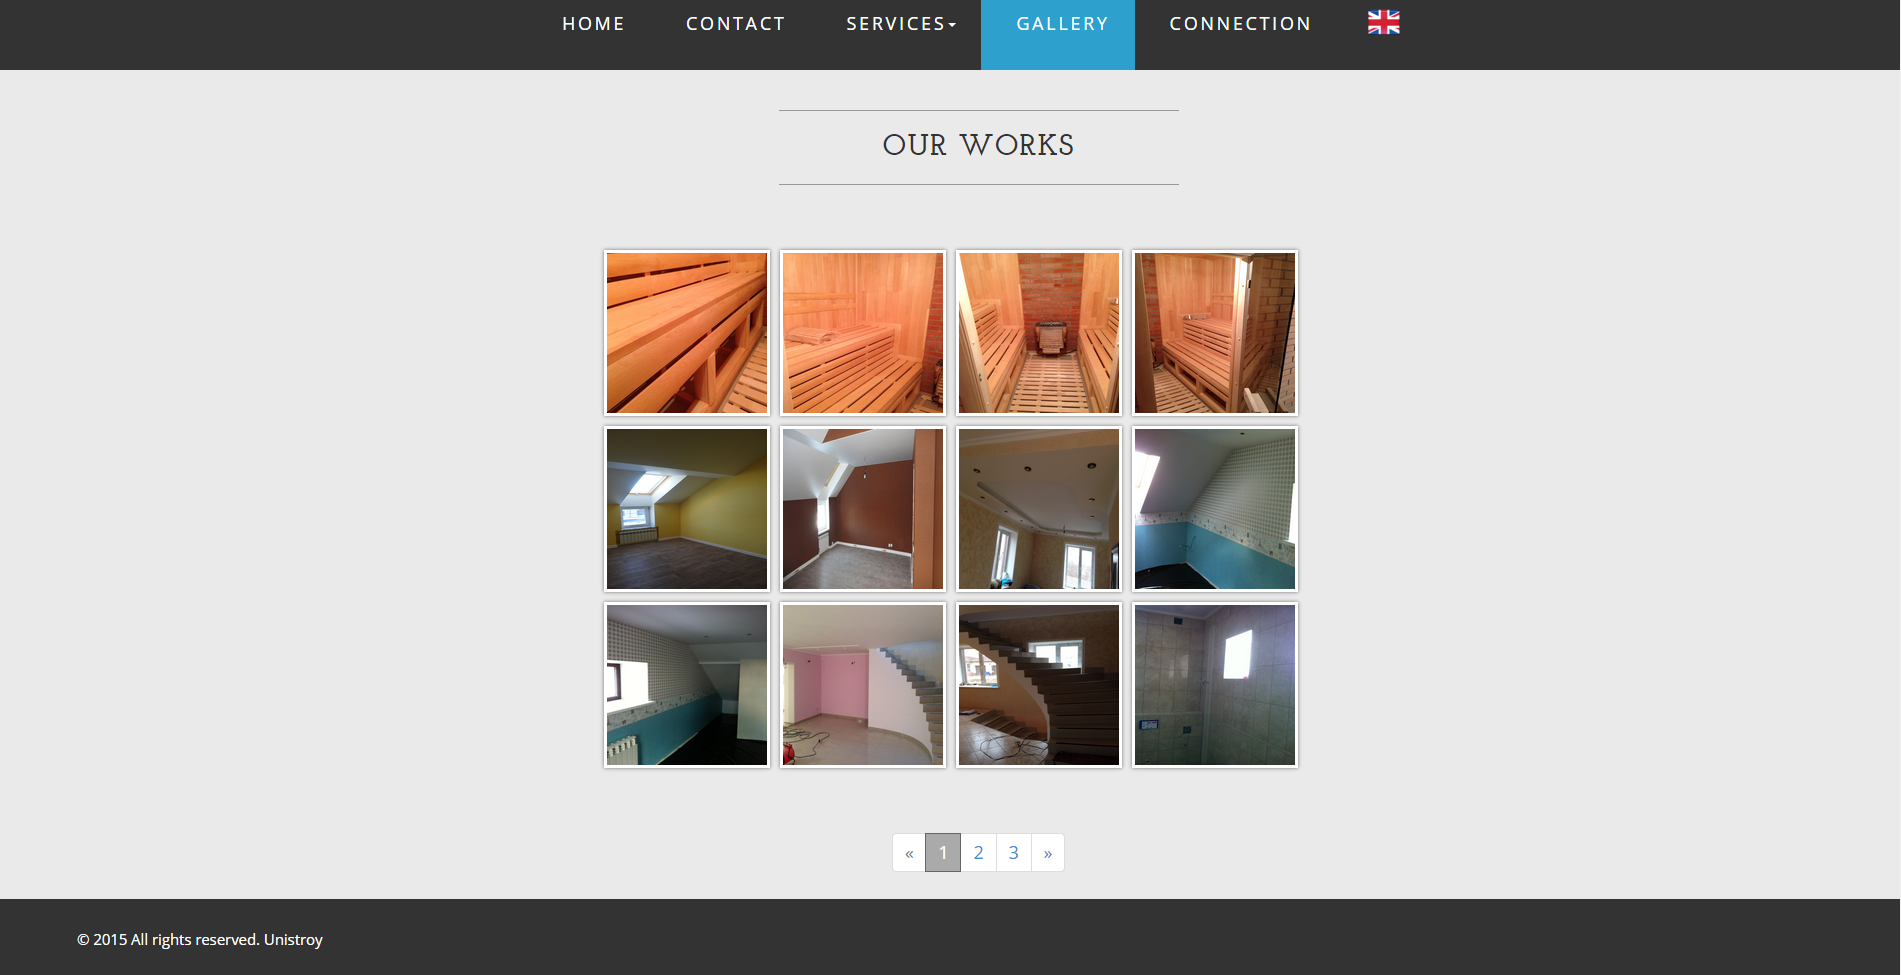 HOME CONTACT SERVICES GALLERY CONNECTION
OUR WORKS
« 1 2 3 »
© 2015 All rights reserved. Unistroy